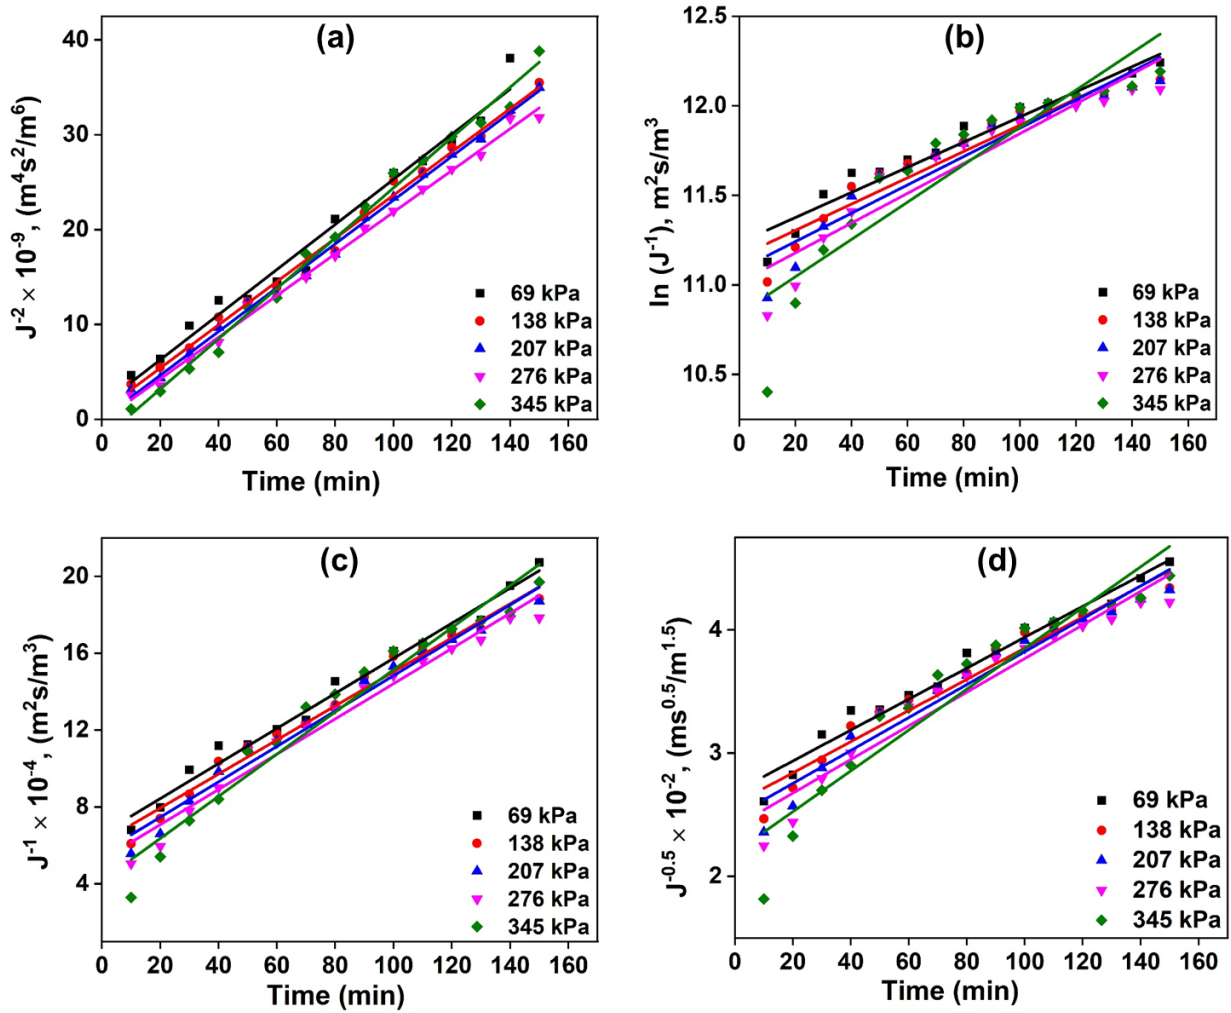 (a)
J⁻² × 10⁻⁹, (m⁴s²/m⁶)
40
30
20
10
0
69 kPa
138 kPa
207 kPa
276 kPa
345 kPa
0 20 40 60 80 100 120 140 160
Time (min)
(b)
ln (J⁻¹), m²s/m³
12.5
12.0
11.5
11.0
10.5
69 kPa
138 kPa
207 kPa
276 kPa
345 kPa
0 20 40 60 80 100 120 140 160
Time (min)
(c)
J⁻¹ × 10⁻⁴, (m²s/m³)
20
16
12
8
4
69 kPa
138 kPa
207 kPa
276 kPa
345 kPa
0 20 40 60 80 100 120 140 160
Time (min)
(d)
J⁻⁰·⁵ × 10⁻², (ms⁰·⁵/m¹·⁵)
4
3
2
69 kPa
138 kPa
207 kPa
276 kPa
345 kPa
0 20 40 60 80 100 120 140 160
Time (min)